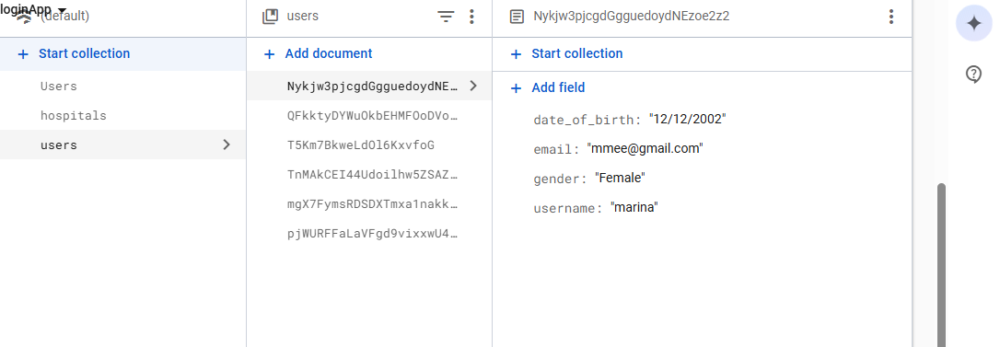 loginApp
(default)
users
Nykjw3pjcgdGgguedoydNEzoe2z2
Start collection
Add document
Start collection
Users
hospitals
users
Nykjw3pjcgdGgguedoydNE…
QFkktyDYWuOkbEHMFOoDVo…
T5Km7BkweLdOl6KxvfoG
TnMAkCEI44Udoilhw5ZSAZ…
mgX7FymsRDSDXTmxa1nakk…
pjWURFFaLaVFgd9vixxwU4…
Add field
date_of_birth: "12/12/2002"
email: "mmee@gmail.com"
gender: "Female"
username: "marina"